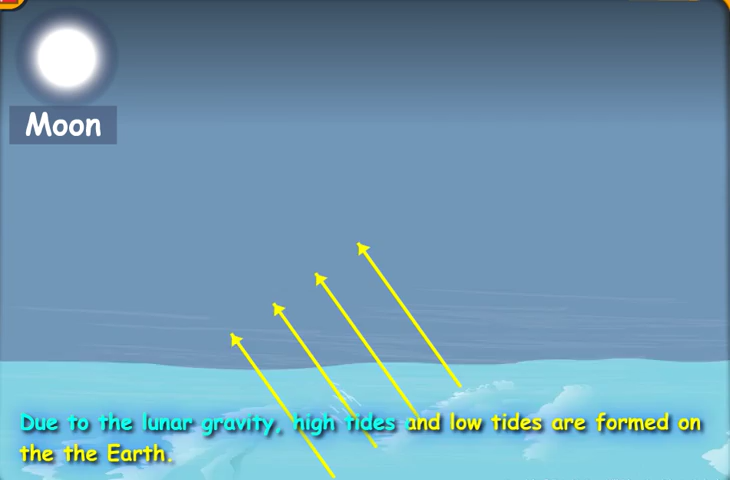 Moon
Due to the lunar gravity, high tides and low tides are formed on
the the Earth.